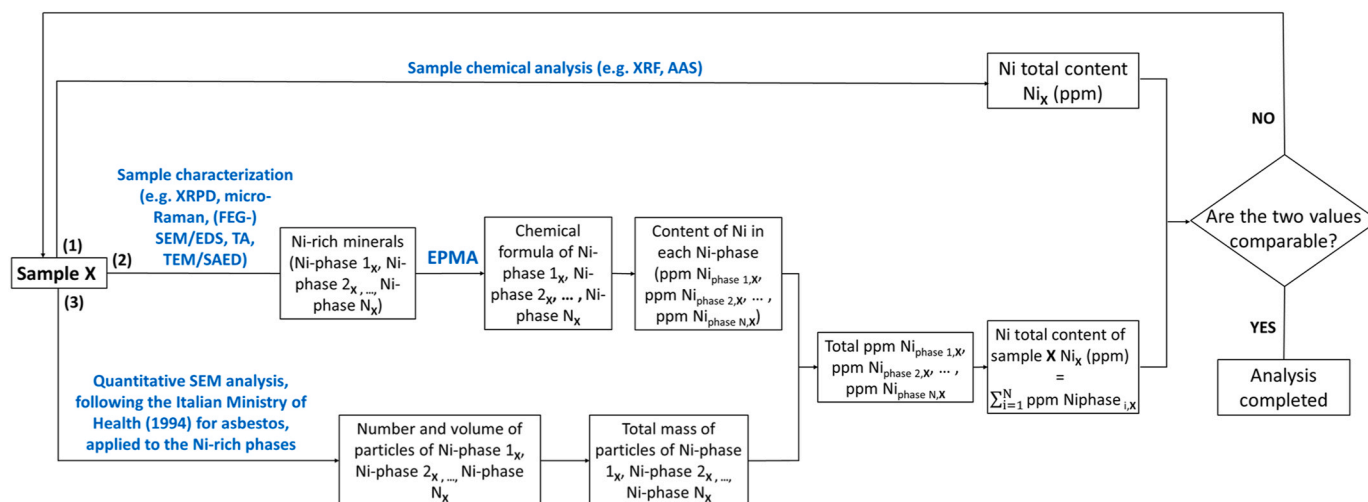 Sample chemical analysis (e.g. XRF, AAS)
Ni total content
Ni_X (ppm)
NO
Are the two values
comparable?
YES
Analysis
completed
Sample X
(1)
(2)
(3)
Sample characterization
(e.g. XRPD, micro-
Raman, (FEG-)
SEM/EDS, TA,
TEM/SAED)
Ni-rich minerals
(Ni-phase 1_X, Ni-
phase 2_X ,..., Ni-
phase N_X)
EPMA
Chemical
formula of Ni-
phase 1_X, Ni-
phase 2_X, ... , Ni-
phase N_X
Content of Ni in
each Ni-phase
(ppm Ni_phase 1,X,
ppm Ni_phase 2,X, ... ,
ppm Ni_phase N,X)
Total ppm Ni_phase 1,X,
ppm Ni_phase 2,X, ... ,
ppm Ni_phase N,X
Ni total content of
sample X Ni_X (ppm)
=
∑_{i=1}^{N} ppm Niphase _i,X
Quantitative SEM analysis,
following the Italian Ministry of
Health (1994) for asbestos,
applied to the Ni-rich phases
Number and volume of
particles of Ni-phase 1_X,
Ni-phase 2_X ,..., Ni-phase
N_X
Total mass of
particles of Ni-phase
1_X, Ni-phase 2_X ,...,
Ni-phase N_X